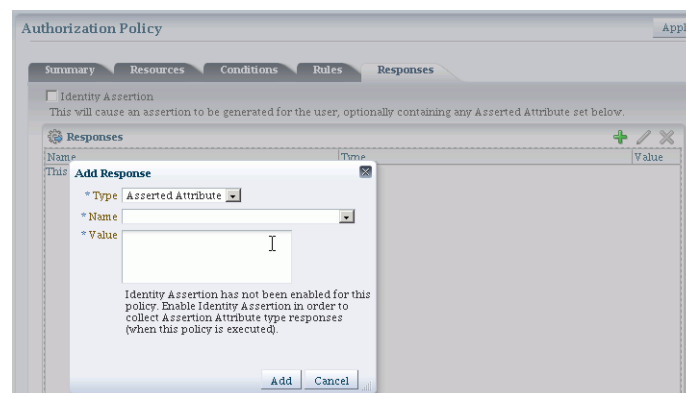 Authorization Policy
Appl
Summary Resources Conditions Rules Responses
Identity Assertion
This will cause an assertion to be generated for the user, optionally containing any Asserted Attribute set below.
Responses
Name Type Value
This
Add Response
* Type Asserted Attribute
* Name
* Value
Identity Assertion has not been enabled for this
policy. Enable Identity Assertion in order to
collect Assertion Attribute type responses
(when this policy is executed).
Add Cancel